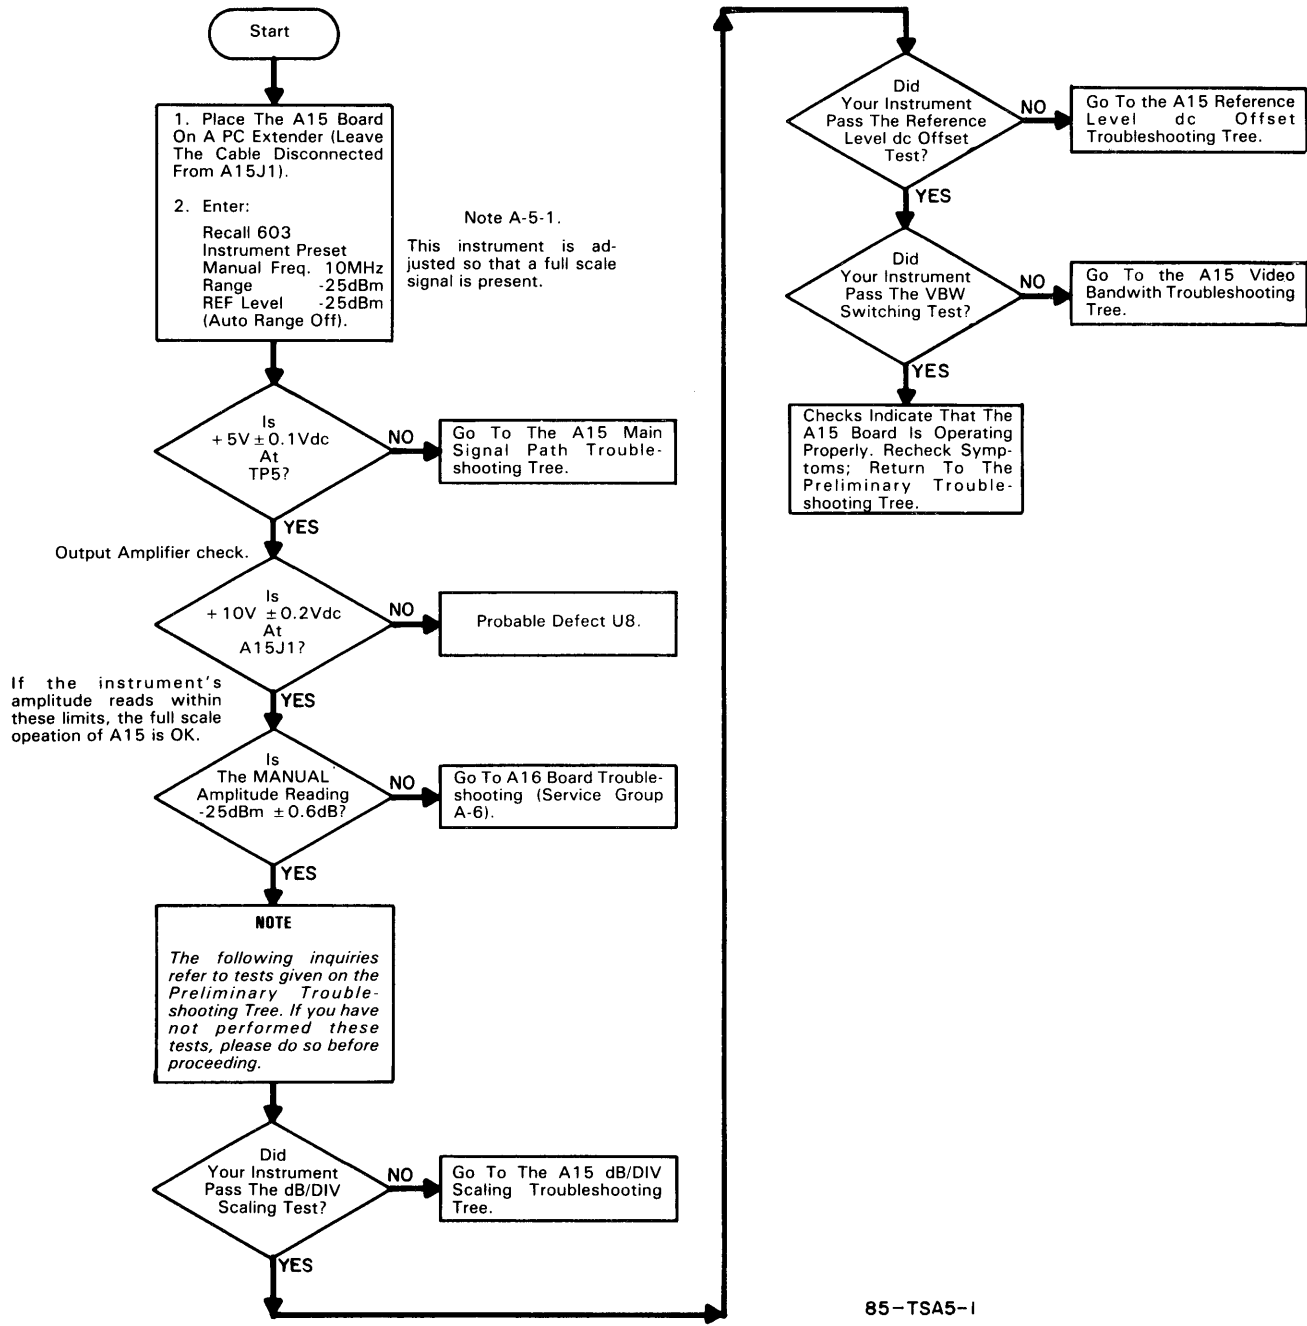 Start
1. Place The A15 Board
On A PC Extender (Leave
The Cable Disconnected
From A15J1).
2. Enter:
Recall 603
Instrument Preset
Manual Freq. 10MHz
Range -25dBm
REF Level -25dBm
(Auto Range Off).
Note A-5-1.
This instrument is ad-
justed so that a full scale
signal is present.
Is
+5V ± 0.1Vdc
At
TP5?
NO
Go To The A15 Main
Signal Path Trouble-
shooting Tree.
YES
Output Amplifier check.
Is
+10V ±0.2Vdc
At
A15J1?
NO
Probable Defect U8.
YES
If the instrument's
amplitude reads within
these limits, the full scale
opeation of A15 is OK.
Is
The MANUAL
Amplitude Reading
-25dBm ±0.6dB?
NO
Go To A16 Board Trouble-
shooting (Service Group
A-6).
YES
NOTE
The following inquiries
refer to tests given on the
Preliminary Trouble-
shooting Tree. If you have
not performed these
tests, please do so before
proceeding.
Did
Your Instrument
Pass The dB/DIV
Scaling Test?
NO
Go To The A15 dB/DIV
Scaling Troubleshooting
Tree.
YES
Did
Your Instrument
Pass The Reference
Level dc Offset
Test?
NO
Go To the A15 Reference
Level dc Offset
Troubleshooting Tree.
YES
Did
Your Instrument
Pass The VBW
Switching Test?
NO
Go To the A15 Video
Bandwith Troubleshooting
Tree.
YES
Checks Indicate That The
A15 Board Is Operating
Properly. Recheck Symp-
toms; Return To The
Preliminary Trouble-
shooting Tree.
85-TSA5-1